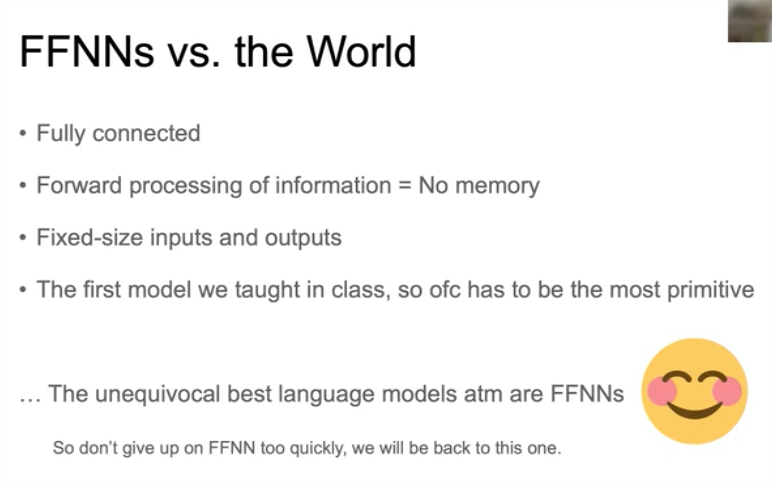 FFNNs vs. the World
• Fully connected
• Forward processing of information = No memory
• Fixed-size inputs and outputs
• The first model we taught in class, so ofc has to be the most primitive
… The unequivocal best language models atm are FFNNs
So don't give up on FFNN too quickly, we will be back to this one.